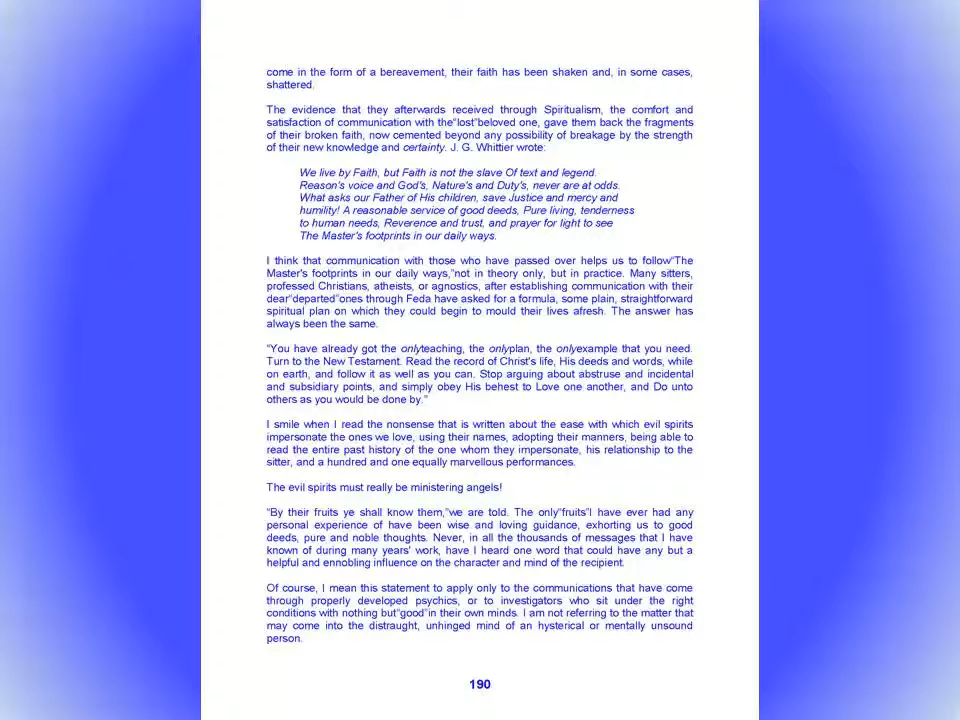 come in the form of a bereavement, their faith has been shaken and, in some cases,
shattered.
The evidence that they afterwards received through Spiritualism, the comfort and
satisfaction of communication with the“lost”beloved one, gave them back the fragments
of their broken faith, now cemented beyond any possibility of breakage by the strength
of their new knowledge and certainty. J. G. Whittier wrote:
We live by Faith, but Faith is not the slave Of text and legend.
Reason's voice and God's, Nature's and Duty's, never are at odds.
What asks our Father of His children, save Justice and mercy and
humility! A reasonable service of good deeds, Pure living, tenderness
to human needs, Reverence and trust, and prayer for light to see
The Master's footprints in our daily ways.
I think that communication with those who have passed over helps us to follow“The
Master's footprints in our daily ways,”not in theory only, but in practice. Many sitters,
professed Christians, atheists, or agnostics, after establishing communication with their
dear“departed”ones through Feda have asked for a formula, some plain, straightforward
spiritual plan on which they could begin to mould their lives afresh. The answer has
always been the same.
“You have already got the onlyteaching, the onlyplan, the onlyexample that you need.
Turn to the New Testament. Read the record of Christ's life, His deeds and words, while
on earth, and follow it as well as you can. Stop arguing about abstruse and incidental
and subsidiary points, and simply obey His behest to Love one another, and Do unto
others as you would be done by.”
I smile when I read the nonsense that is written about the ease with which evil spirits
impersonate the ones we love, using their names, adopting their manners, being able to
read the entire past history of the one whom they impersonate, his relationship to the
sitter, and a hundred and one equally marvellous performances.
The evil spirits must really be ministering angels!
“By their fruits ye shall know them,”we are told. The only“fruits”I have ever had any
personal experience of have been wise and loving guidance, exhorting us to good
deeds, pure and noble thoughts. Never, in all the thousands of messages that I have
known of during many years' work, have I heard one word that could have any but a
helpful and ennobling influence on the character and mind of the recipient.
Of course, I mean this statement to apply only to the communications that have come
through properly developed psychics, or to investigators who sit under the right
conditions with nothing but“good”in their own minds. I am not referring to the matter that
may come into the distraught, unhinged mind of an hysterical or mentally unsound
person.
190